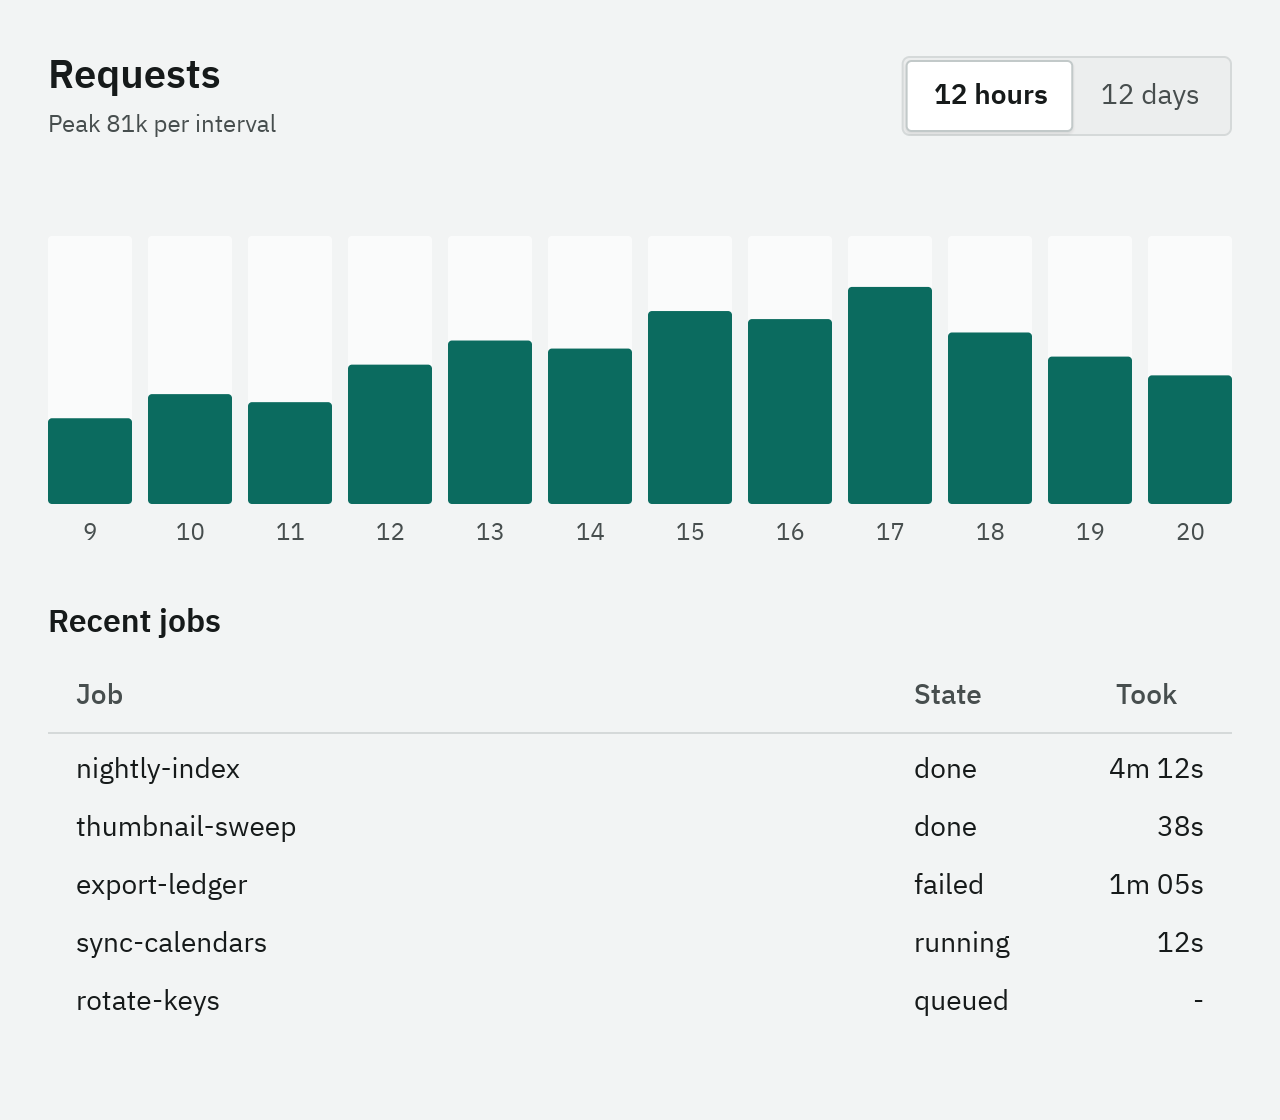 Requests
Peak 81k per interval
12 hours 12 days
9 10 11 12 13 14 15 16 17 18 19 20
Recent jobs
Job State Took
nightly-index done 4m 12s
thumbnail-sweep done 38s
export-ledger failed 1m 05s
sync-calendars running 12s
rotate-keys queued -